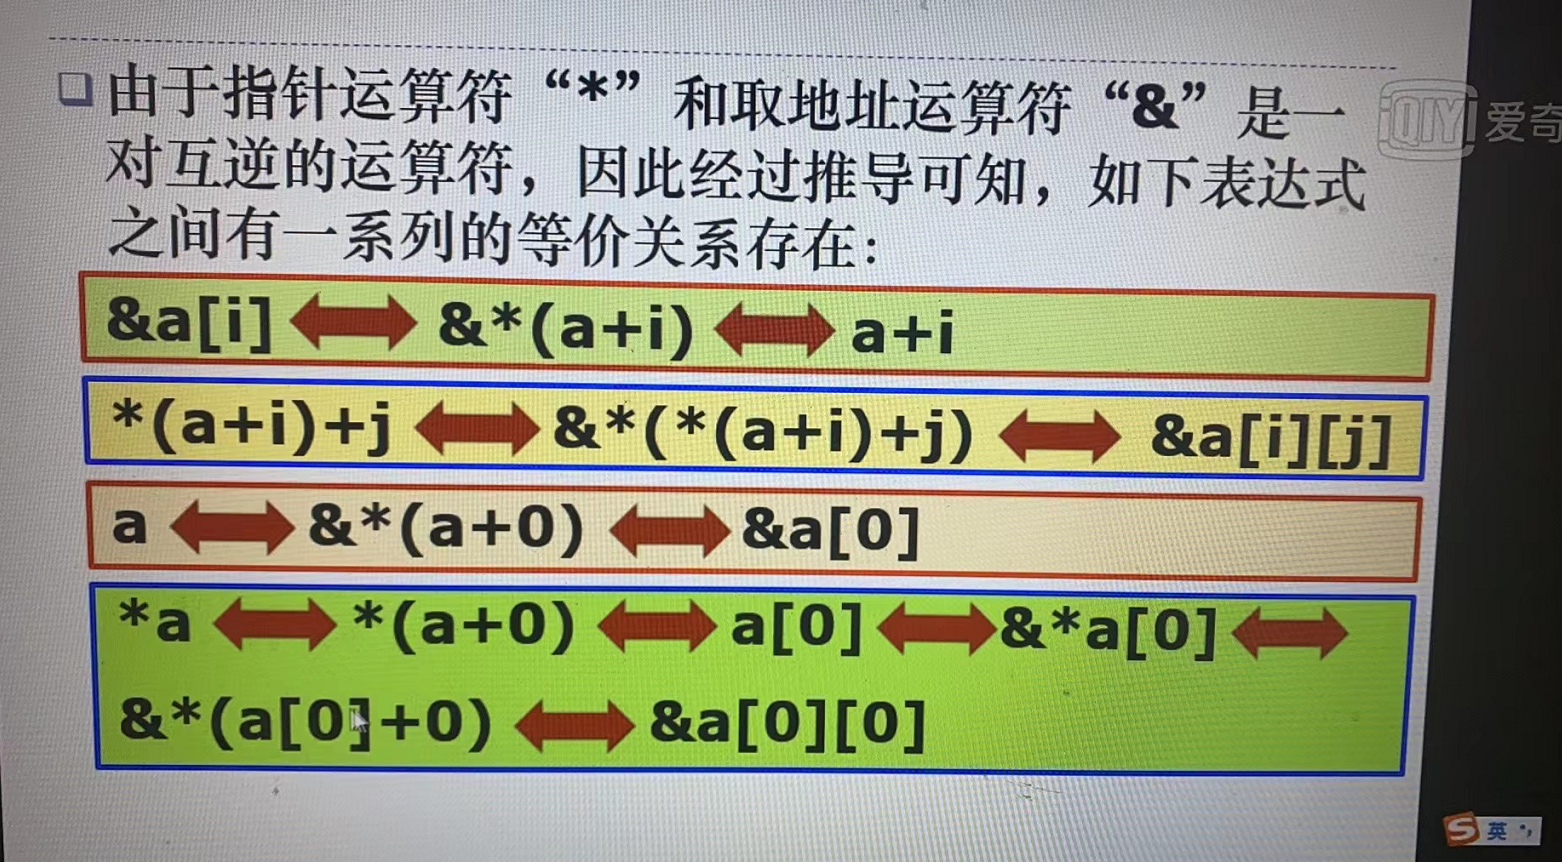 由于指针运算符“*”和取地址运算符“&”是一
对互逆的运算符，因此经过推导可知，如下表达式
之间有一系列的等价关系存在：
&a[i] ⟷ &*(a+i) ⟷ a+i
*(a+i)+j ⟷ &*(*(a+i)+j) ⟷ &a[i][j]
a ⟷ &*(a+0) ⟷ &a[0]
*a ⟷ *(a+0) ⟷ a[0] ⟷ &*a[0] ⟷
&*(a[0]+0) ⟷ &a[0][0]
iQIYI 爱奇
英